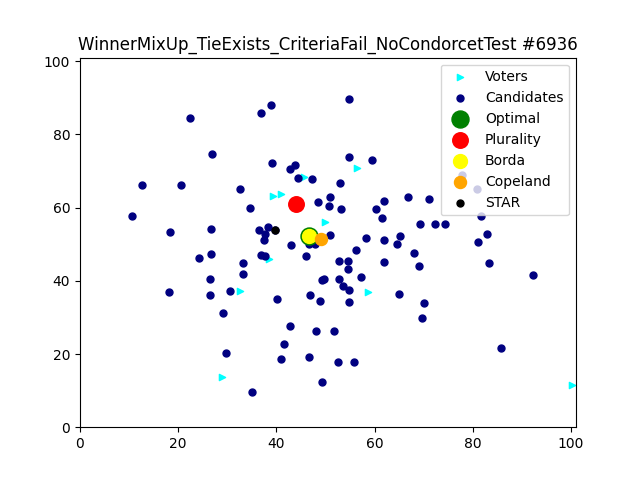 WinnerMixUp_TieExists_CriteriaFail_NoCondorcetTest #6936
100
80
60
40
20
0
0
20
40
60
80
100
Voters
Candidates
Optimal
Plurality
Borda
Copeland
STAR